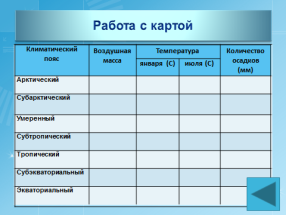 Работа с картой
Климатический пояс
Воздушная масса
Температура
Количество осадков (мм)
января (С)
июля (С)
Арктический
Субарктический
Умеренный
Субтропический
Тропический
Субэкваториальный
Экваториальный